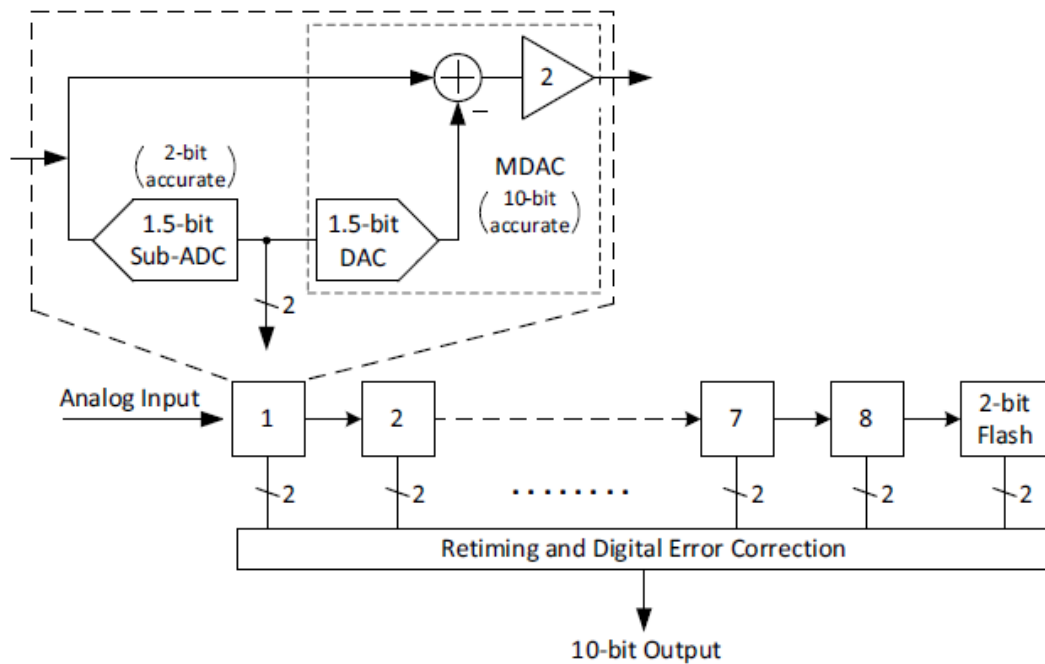 2
MDAC
(2-bit accurate)
(10-bit accurate)
1.5-bit
Sub-ADC
1.5-bit
DAC
2
Analog Input
1
2
7
8
2-bit
Flash
2
2
2
2
2
Retiming and Digital Error Correction
10-bit Output